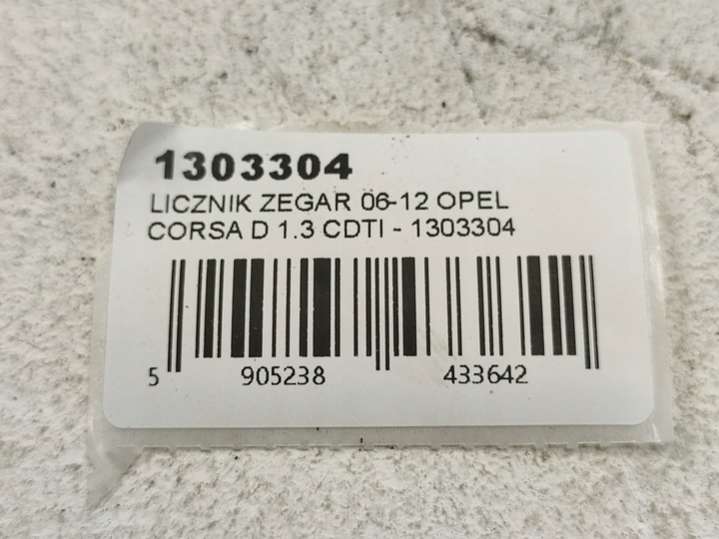 1303304
LICZNIK ZEGAR 06-12 OPEL
CORSA D 1.3 CDTI - 1303304
5 905238 433642